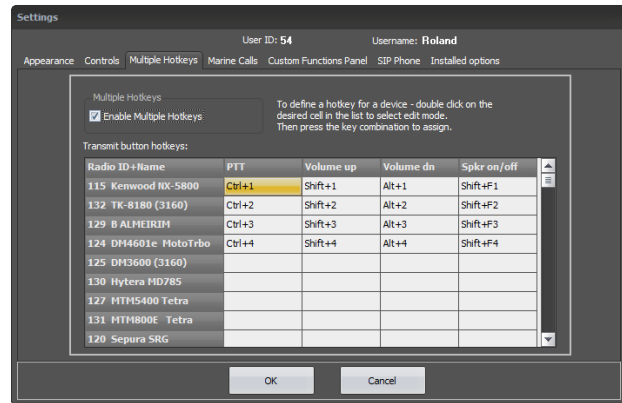 Settings
User ID: 54 Username: Roland
Appearance Controls Multiple Hotkeys Marine Calls Custom Functions Panel SIP Phone Installed options
Multiple Hotkeys
Enable Multiple Hotkeys
To define a hotkey for a device - double click on the
desired cell in the list to select edit mode.
Then press the key combination to assign.
Transmit button hotkeys:
Radio ID+Name PTT Volume up Volume dn Spkr on/off
115 Kenwood NX-5800 Ctrl+1 Shift+1 Alt+1 Shift+F1
132 TK-8180 (3160) Ctrl+2 Shift+2 Alt+2 Shift+F2
129 B ALMEIRIM Ctrl+3 Shift+3 Alt+3 Shift+F3
124 DM4601e MotoTrbo Ctrl+4 Shift+4 Alt+4 Shift+F4
125 DM3600 (3160)
130 Hytera MD785
127 MTM5400 Tetra
131 MTM800E Tetra
120 Sepura SRG
OK Cancel